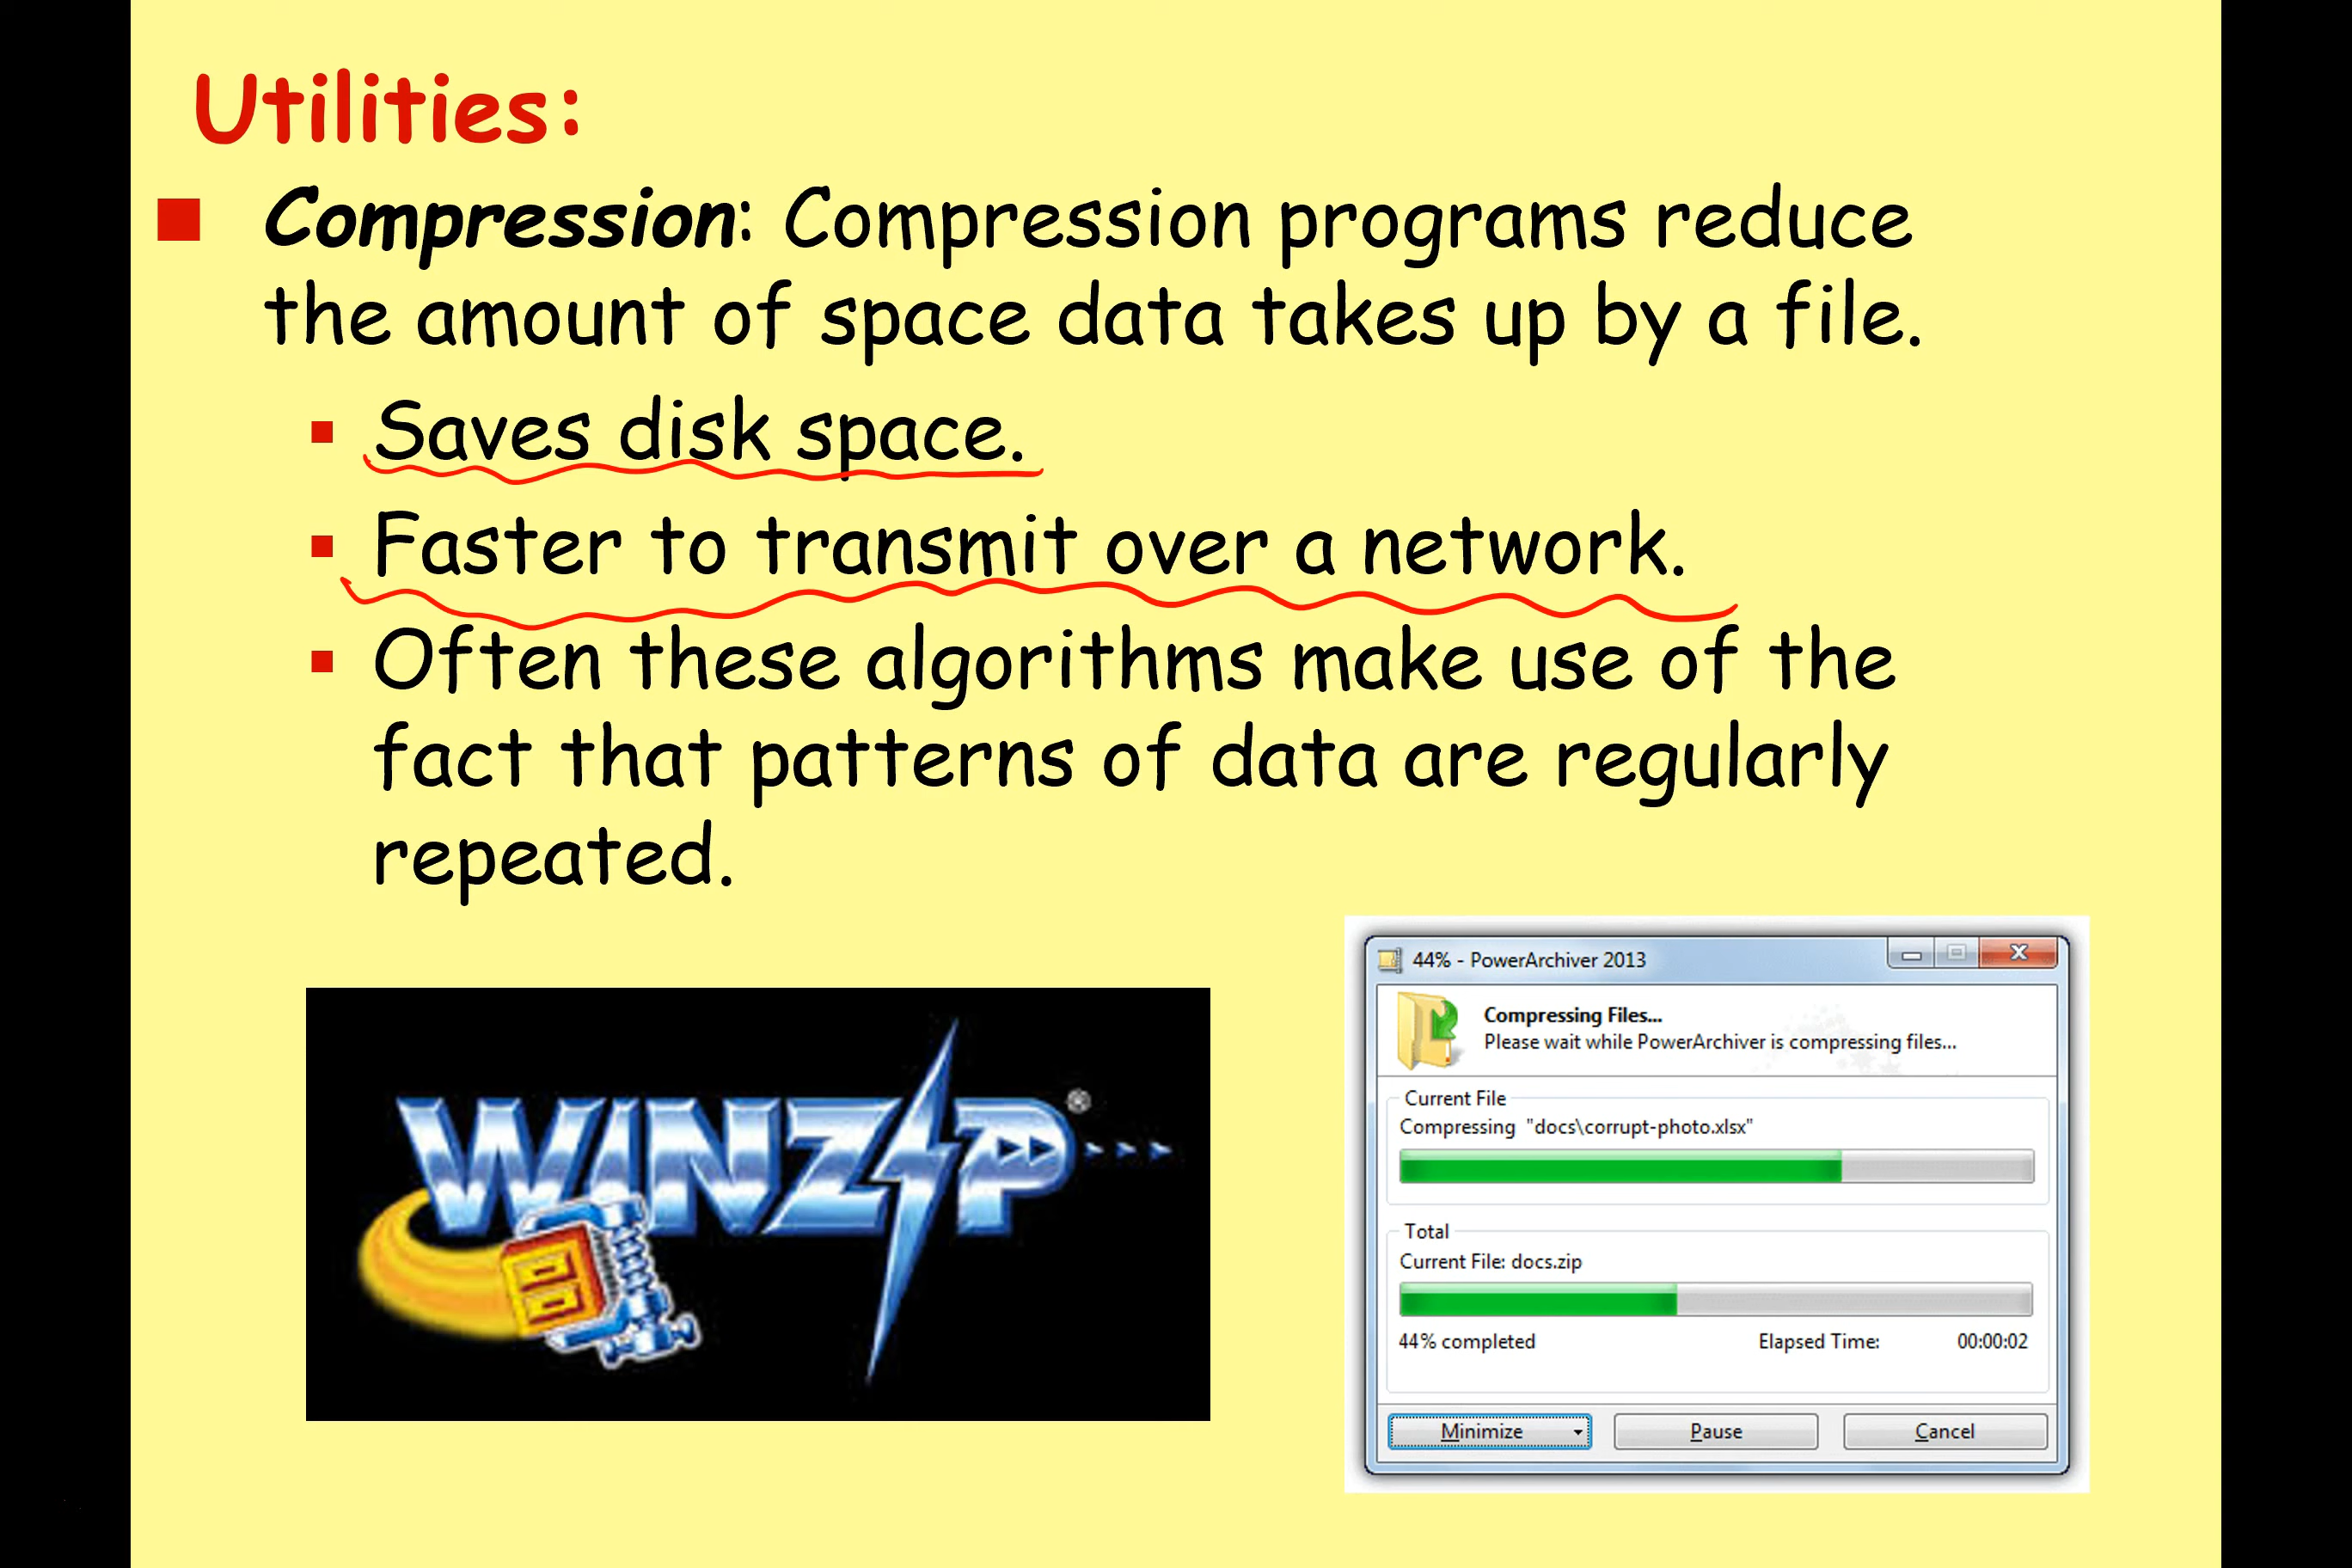 Utilities:
Compression: Compression programs reduce
the amount of space data takes up by a file.
Saves disk space.
Faster to transmit over a network.
Often these algorithms make use of the
fact that patterns of data are regularly
repeated.
WINZIP®
44% - PowerArchiver 2013
Compressing Files...
Please wait while PowerArchiver is compressing files...
Current File
Compressing "docs\corrupt-photo.xlsx"
Total
Current File: docs.zip
44% completed Elapsed Time: 00:00:02
Minimize Pause Cancel